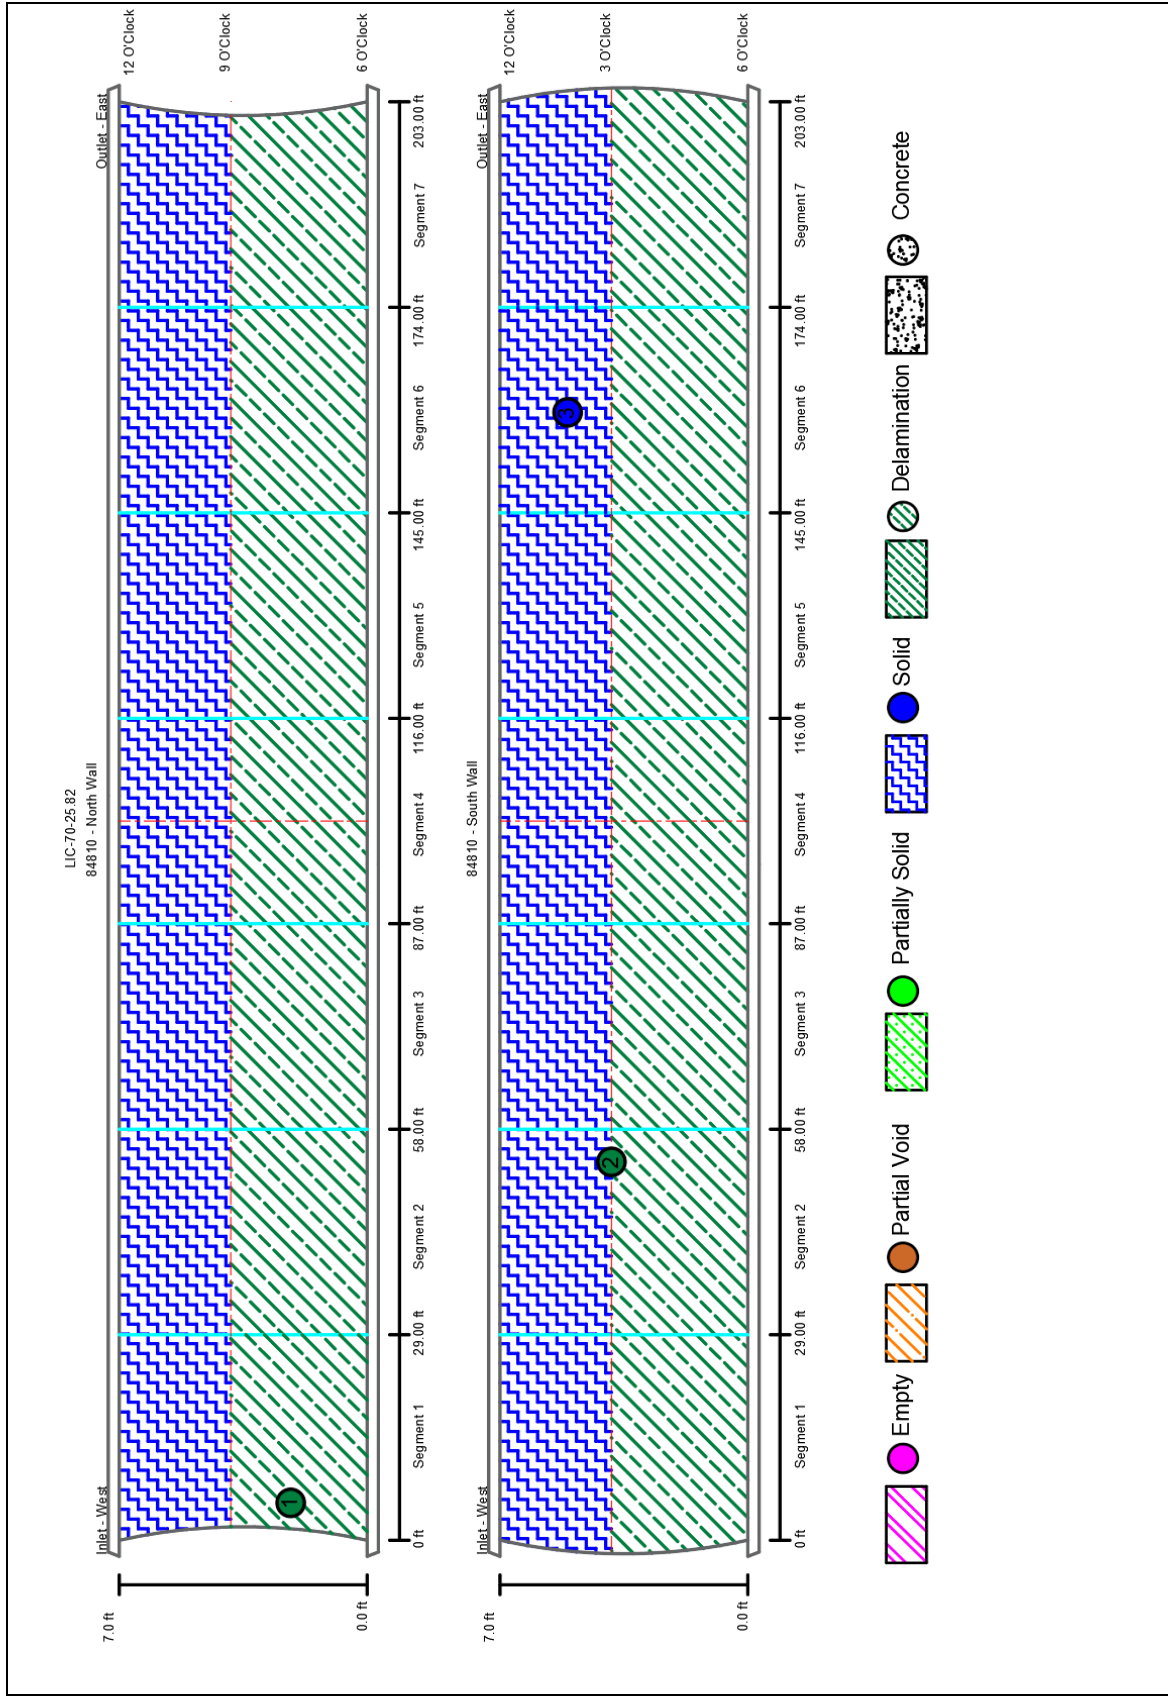 LIC-70-25.82
84810 - North Wall
Inlet - West
Outlet - East
7.0 ft
0.0 ft
12 O'Clock
9 O'Clock
6 O'Clock
1
0 ft
Segment 1
29.00 ft
Segment 2
58.00 ft
Segment 3
87.00 ft
Segment 4
116.00 ft
Segment 5
145.00 ft
Segment 6
174.00 ft
Segment 7
203.00 ft
84810 - South Wall
Inlet - West
Outlet - East
7.0 ft
0.0 ft
12 O'Clock
3 O'Clock
6 O'Clock
2
3
0 ft
Segment 1
29.00 ft
Segment 2
58.00 ft
Segment 3
87.00 ft
Segment 4
116.00 ft
Segment 5
145.00 ft
Segment 6
174.00 ft
Segment 7
203.00 ft
Empty
Partial Void
Partially Solid
Solid
Delamination
Concrete